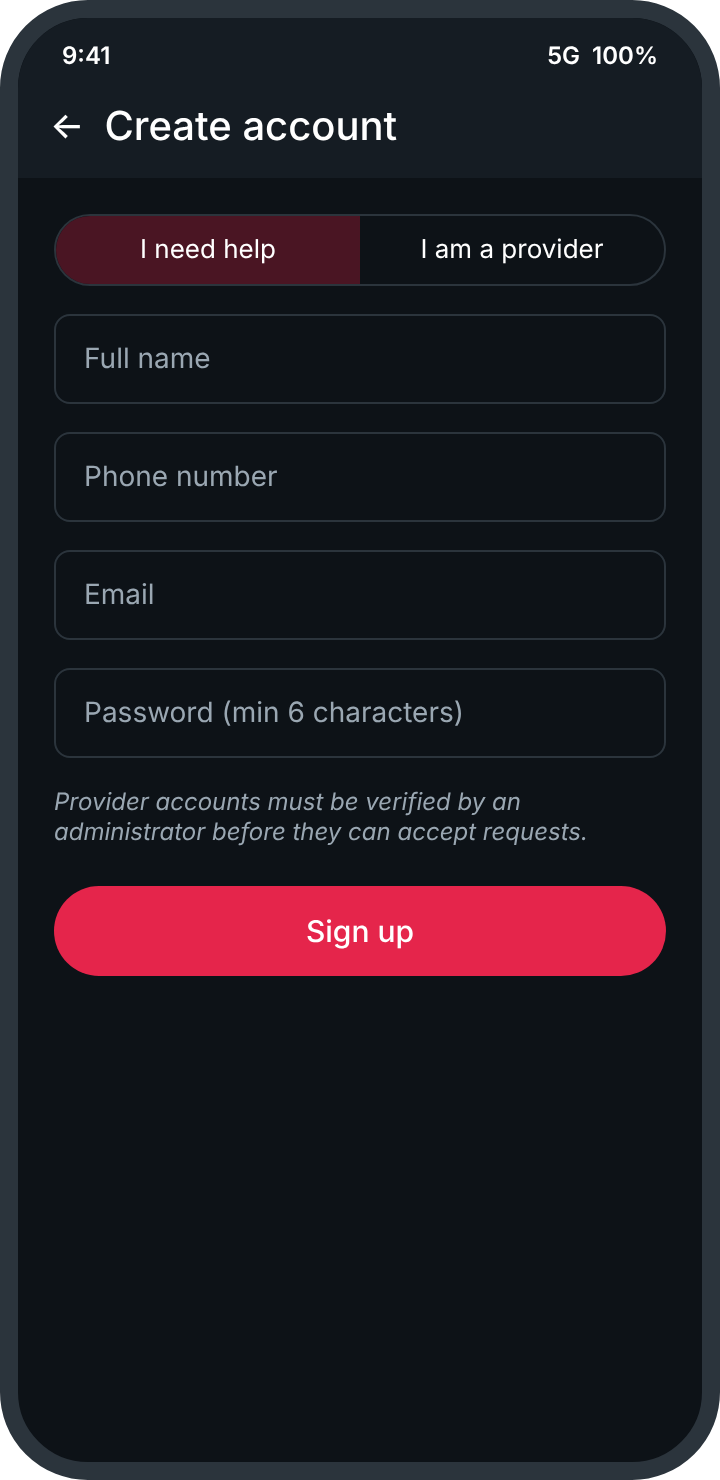 9:41
5G 100%
← Create account
I need help
I am a provider
Full name
Phone number
Email
Password (min 6 characters)
Provider accounts must be verified by an
administrator before they can accept requests.
Sign up